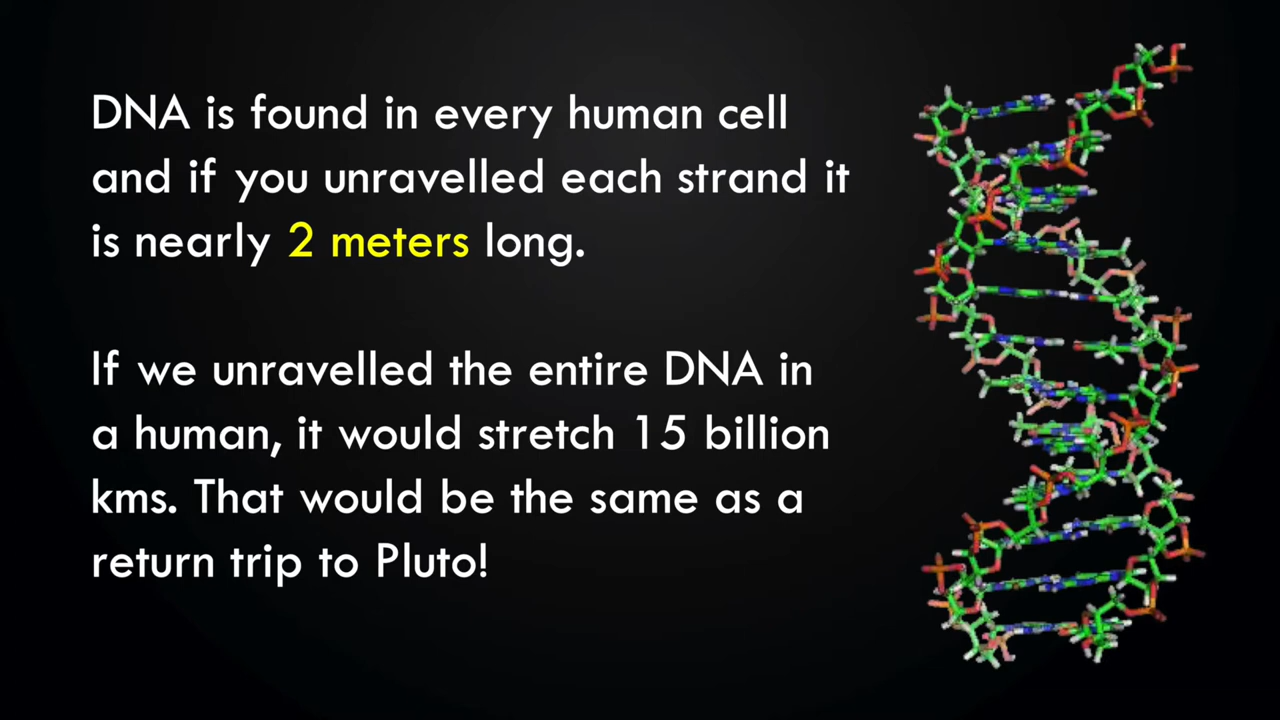 DNA is found in every human cell
and if you unravelled each strand it
is nearly 2 meters long.
If we unravelled the entire DNA in
a human, it would stretch 15 billion
kms. That would be the same as a
return trip to Pluto!